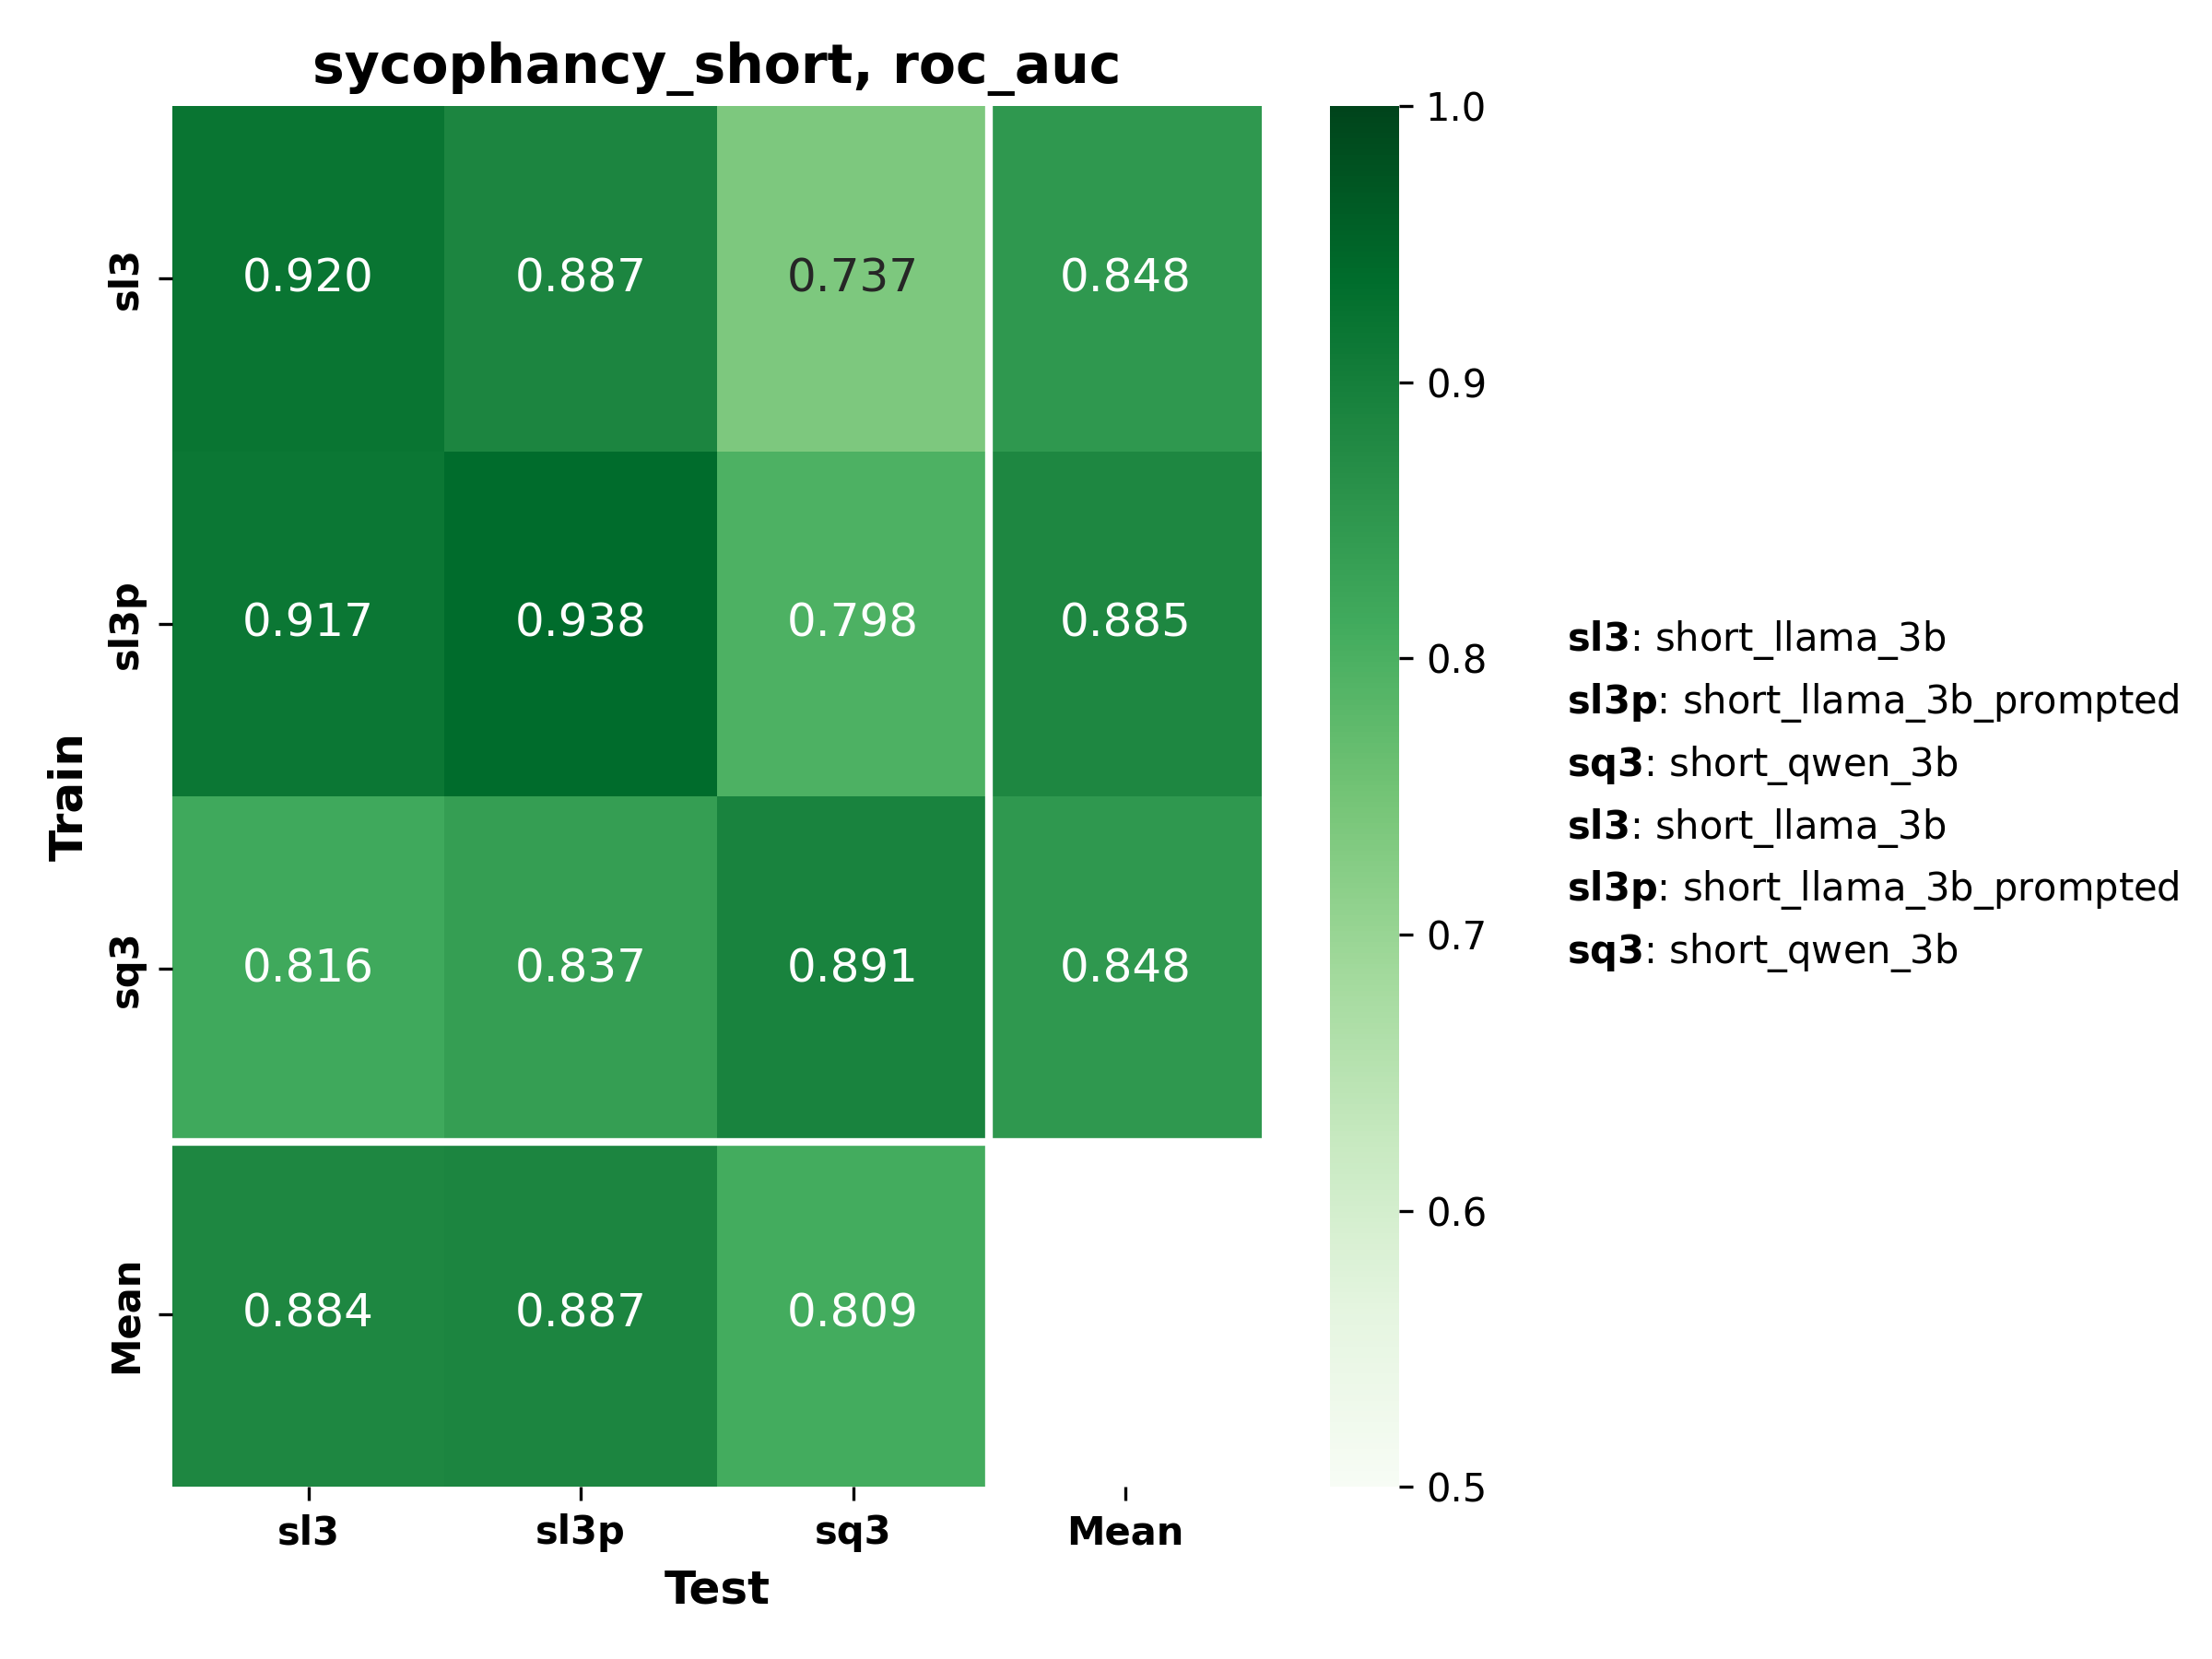 sycophancy_short, roc_auc
1.0
sl3 0.920 0.887 0.737 0.848
0.9
sl3p 0.917 0.938 0.798 0.885
0.8
sq3 0.816 0.837 0.891 0.848
0.7
Mean 0.884 0.887 0.809
0.6
0.5
sl3 sl3p sq3 Mean
Train
Test
sl3: short_llama_3b
sl3p: short_llama_3b_prompted
sq3: short_qwen_3b
sl3: short_llama_3b
sl3p: short_llama_3b_prompted
sq3: short_qwen_3b